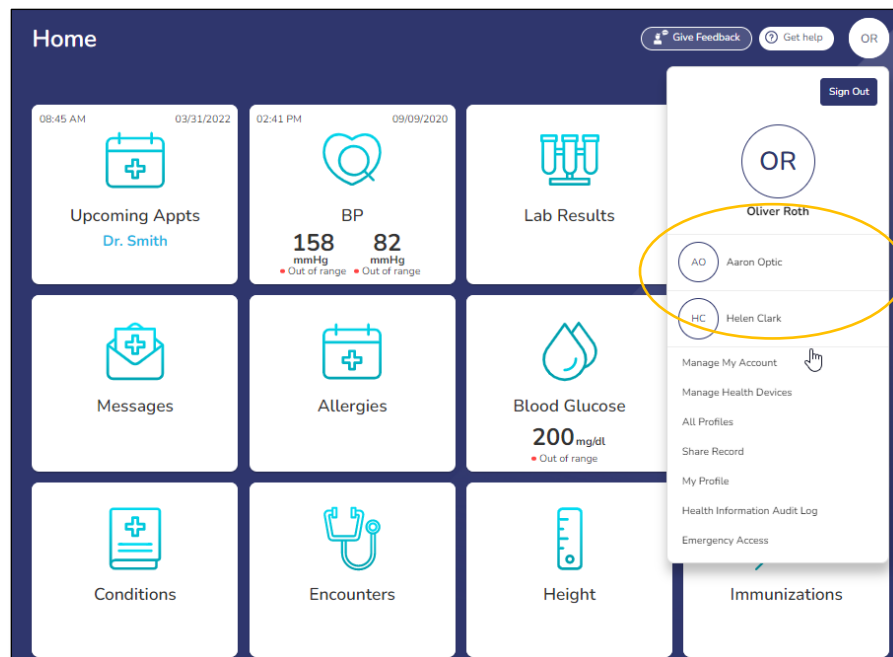 Home
Give Feedback
Get help
OR
Sign Out
OR
Oliver Roth
AO Aaron Optic
HC Helen Clark
Manage My Account
Manage Health Devices
All Profiles
Share Record
My Profile
Health Information Audit Log
Emergency Access
08:45 AM 03/31/2022
Upcoming Appts
Dr. Smith
02:41 PM 09/09/2020
BP
158 82
mmHg mmHg
Out of range Out of range
Lab Results
Messages
Allergies
Blood Glucose
200 mg/dl
Out of range
Conditions
Encounters
Height
Immunizations